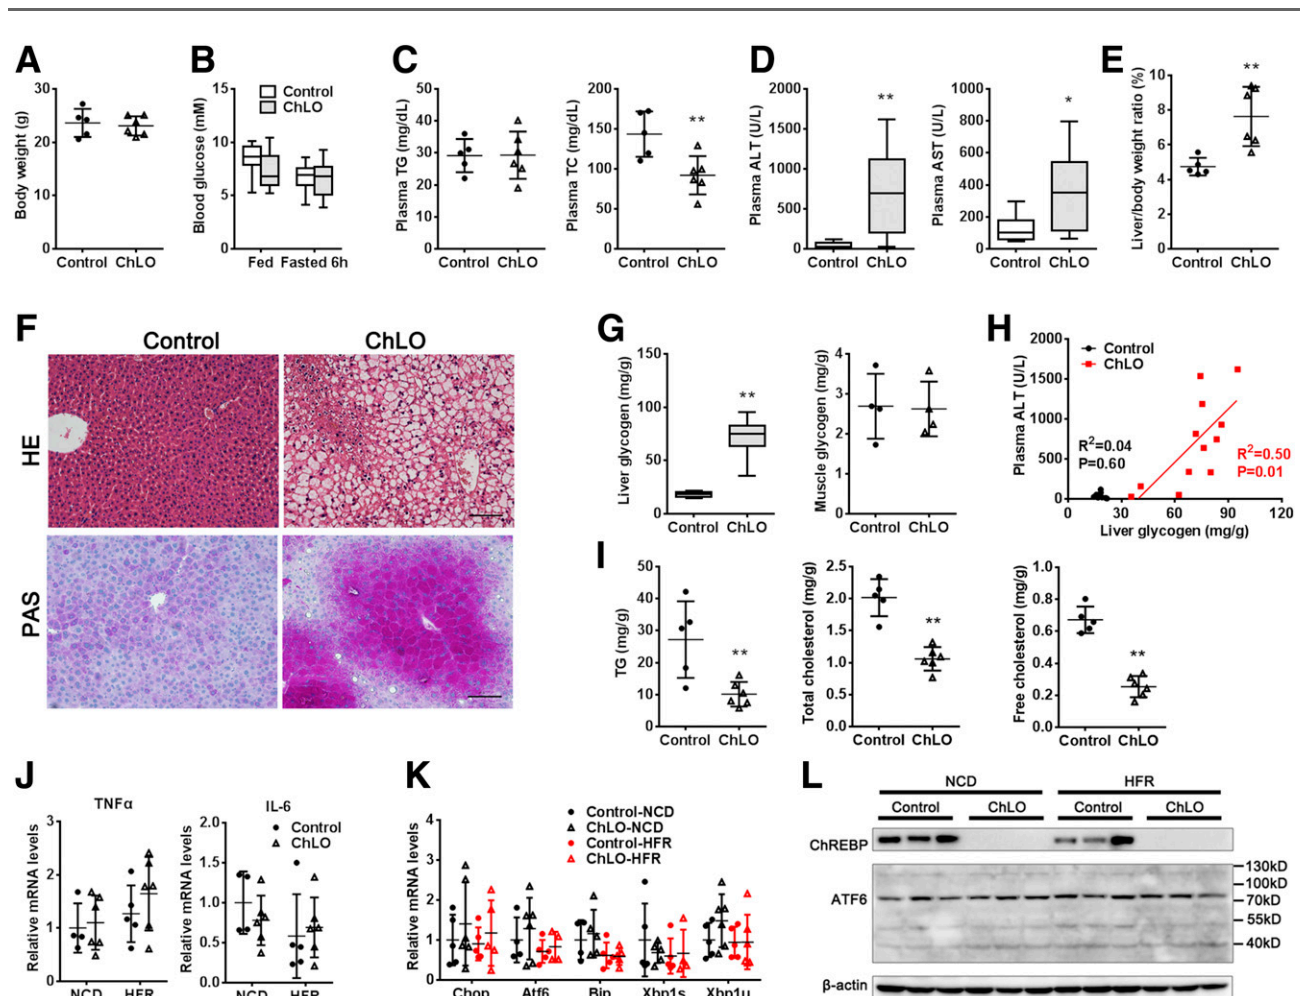 A
Body weight (g)
30
20
10
0
Control ChLO
B
Blood glucose (mM)
15
10
5
0
Control
ChLO
Fed Fasted 6h
C
Plasma TG (mg/dL)
50
40
30
20
10
0
Control ChLO
Plasma TC (mg/dL)
200
150
100
50
0
**
Control ChLO
D
Plasma ALT (U/L)
2000
1500
1000
500
0
**
Control ChLO
Plasma AST (U/L)
1000
800
600
400
200
0
*
Control ChLO
E
Liver/body weight ratio (%)
10
8
6
4
2
0
**
Control ChLO
F
Control ChLO
HE
PAS
G
Liver glycogen (mg/g)
150
100
50
0
**
Control ChLO
Muscle glycogen (mg/g)
4
3
2
1
0
Control ChLO
H
Plasma ALT (U/L)
2000
1500
1000
500
0
Control
ChLO
R²=0.04
P=0.60
R²=0.50
P=0.01
0 30 60 90 120
Liver glycogen (mg/g)
I
TG (mg/g)
50
40
30
20
10
0
**
Control ChLO
Total cholesterol (mg/g)
2.5
2.0
1.5
1.0
0.5
0.0
**
Control ChLO
Free cholesterol (mg/g)
1.0
0.8
0.6
0.4
0.2
0.0
**
Control ChLO
J
TNFα
Relative mRNA levels
3
2
1
0
NCD HFR
IL-6
Relative mRNA levels
2.0
1.5
1.0
0.5
0.0
Control
ChLO
NCD HFR
K
Relative mRNA levels
4
3
2
1
0
Control-NCD
ChLO-NCD
Control-HFR
ChLO-HFR
Chop Atf6 Bip Xbp1s Xbp1u
L
NCD HFR
Control ChLO Control ChLO
ChREBP
ATF6
130kD
100kD
70kD
55kD
40kD
β-actin